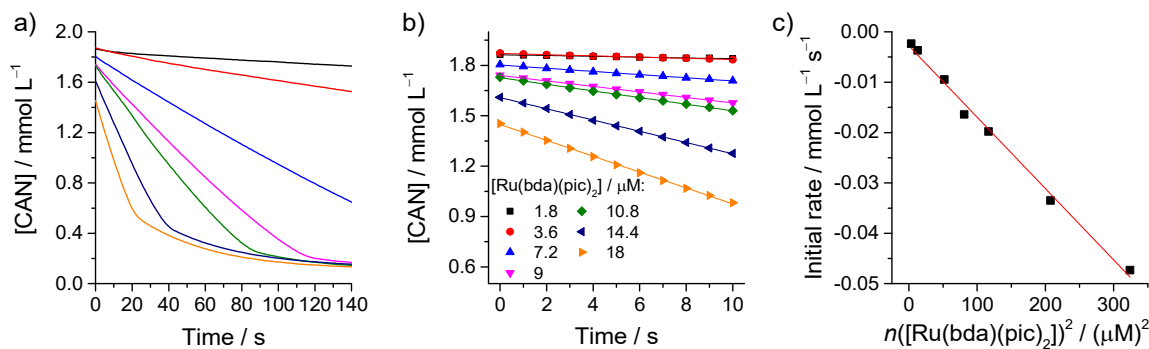 a)
[CAN] / mmol L⁻¹
2.0
1.6
1.2
0.8
0.4
0.0
0 20 40 60 80 100 120 140
Time / s
b)
[CAN] / mmol L⁻¹
1.8
1.5
1.2
0.9
0.6
[Ru(bda)(pic)₂] / μM:
1.8 10.8
3.6 14.4
7.2 18
9
0 2 4 6 8 10
Time / s
c)
Initial rate / mmol L⁻¹ s⁻¹
0.00
-0.01
-0.02
-0.03
-0.04
-0.05
0 100 200 300
n([Ru(bda)(pic)₂])² / (μM)²